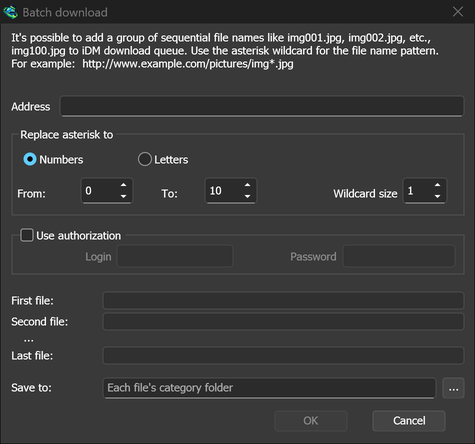 Batch download
It's possible to add a group of sequential file names like img001.jpg, img002.jpg, etc.,
img100.jpg to iDM download queue. Use the asterisk wildcard for the file name pattern.
For example: http://www.example.com/pictures/img*.jpg
Address
Replace asterisk to
Numbers Letters
From: 0 To: 10 Wildcard size 1
Use authorization
Login Password
First file:
Second file:
...
Last file:
Save to: Each file's category folder ...
OK Cancel